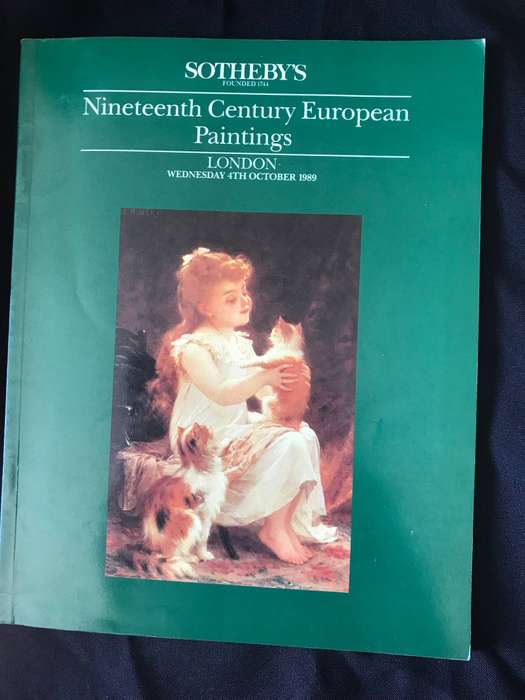 SOTHEBY'S
FOUNDED 1744
Nineteenth Century European
Paintings
LONDON
WEDNESDAY 4TH OCTOBER 1989